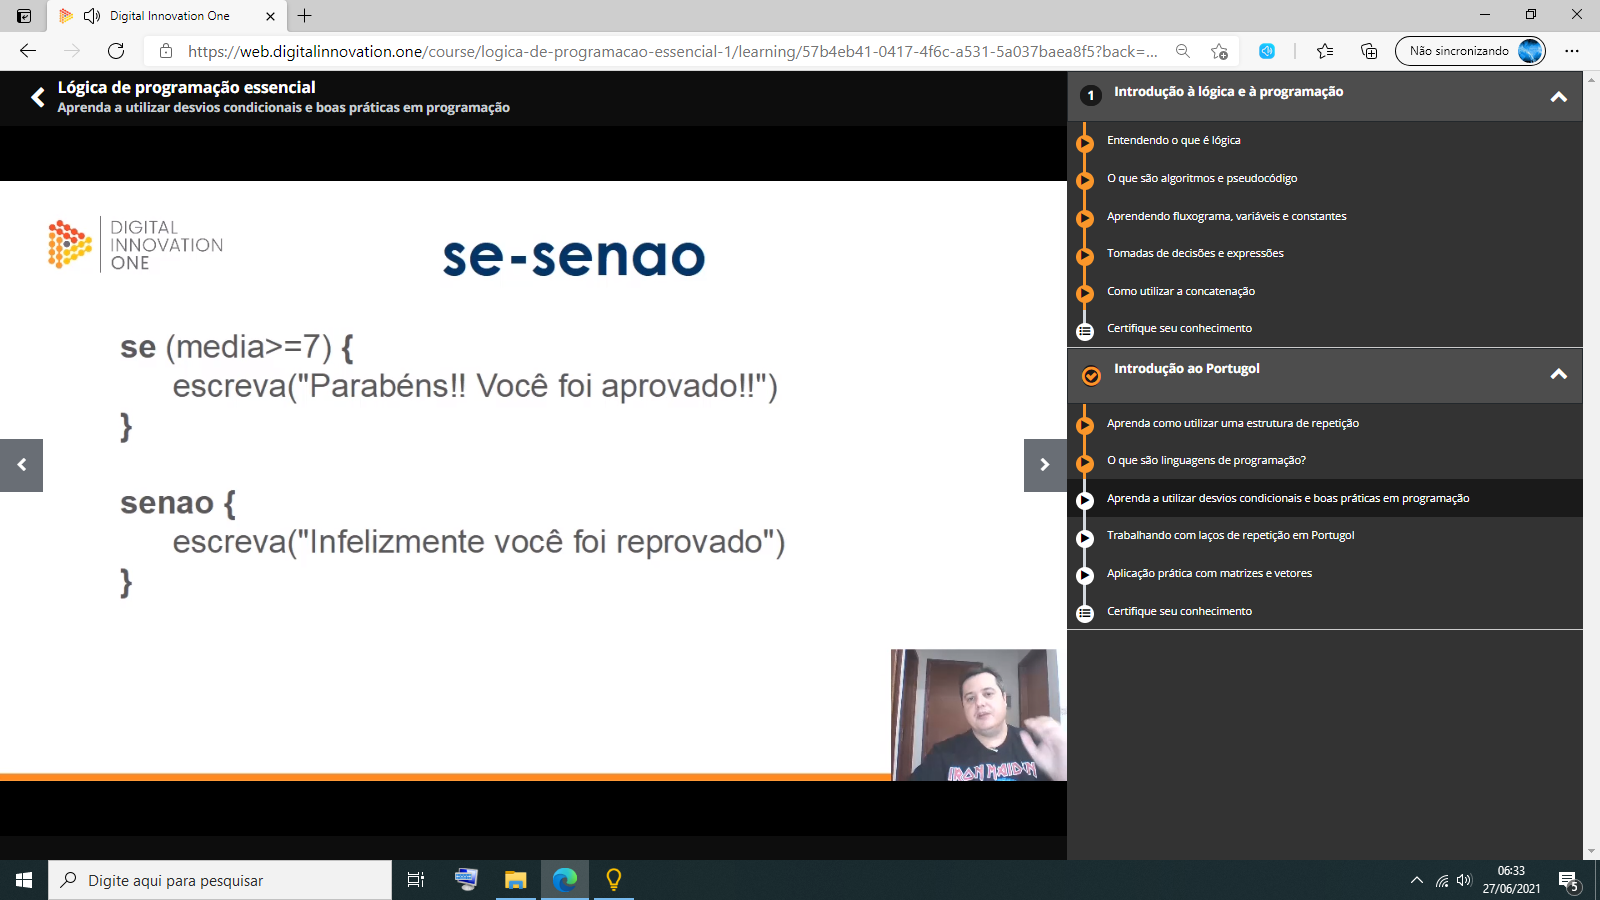 Digital Innovation One
https://web.digitalinnovation.one/course/logica-de-programacao-essencial-1/learning/57b4eb41-0417-4f6c-a531-5a037baea8f5?back=...
Não sincronizando
Lógica de programação essencial
Aprenda a utilizar desvios condicionais e boas práticas em programação
DIGITAL
INNOVATION
ONE
se-senao
se (media>=7) {
escreva("Parabéns!! Você foi aprovado!!")
}
senao {
escreva("Infelizmente você foi reprovado")
}
IRON MAIDEN
1 Introdução à lógica e à programação
Entendendo o que é lógica
O que são algoritmos e pseudocódigo
Aprendendo fluxograma, variáveis e constantes
Tomadas de decisões e expressões
Como utilizar a concatenação
Certifique seu conhecimento
Introdução ao Portugol
Aprenda como utilizar uma estrutura de repetição
O que são linguagens de programação?
Aprenda a utilizar desvios condicionais e boas práticas em programação
Trabalhando com laços de repetição em Portugol
Aplicação prática com matrizes e vetores
Certifique seu conhecimento
Digite aqui para pesquisar
06:33
27/06/2021
5